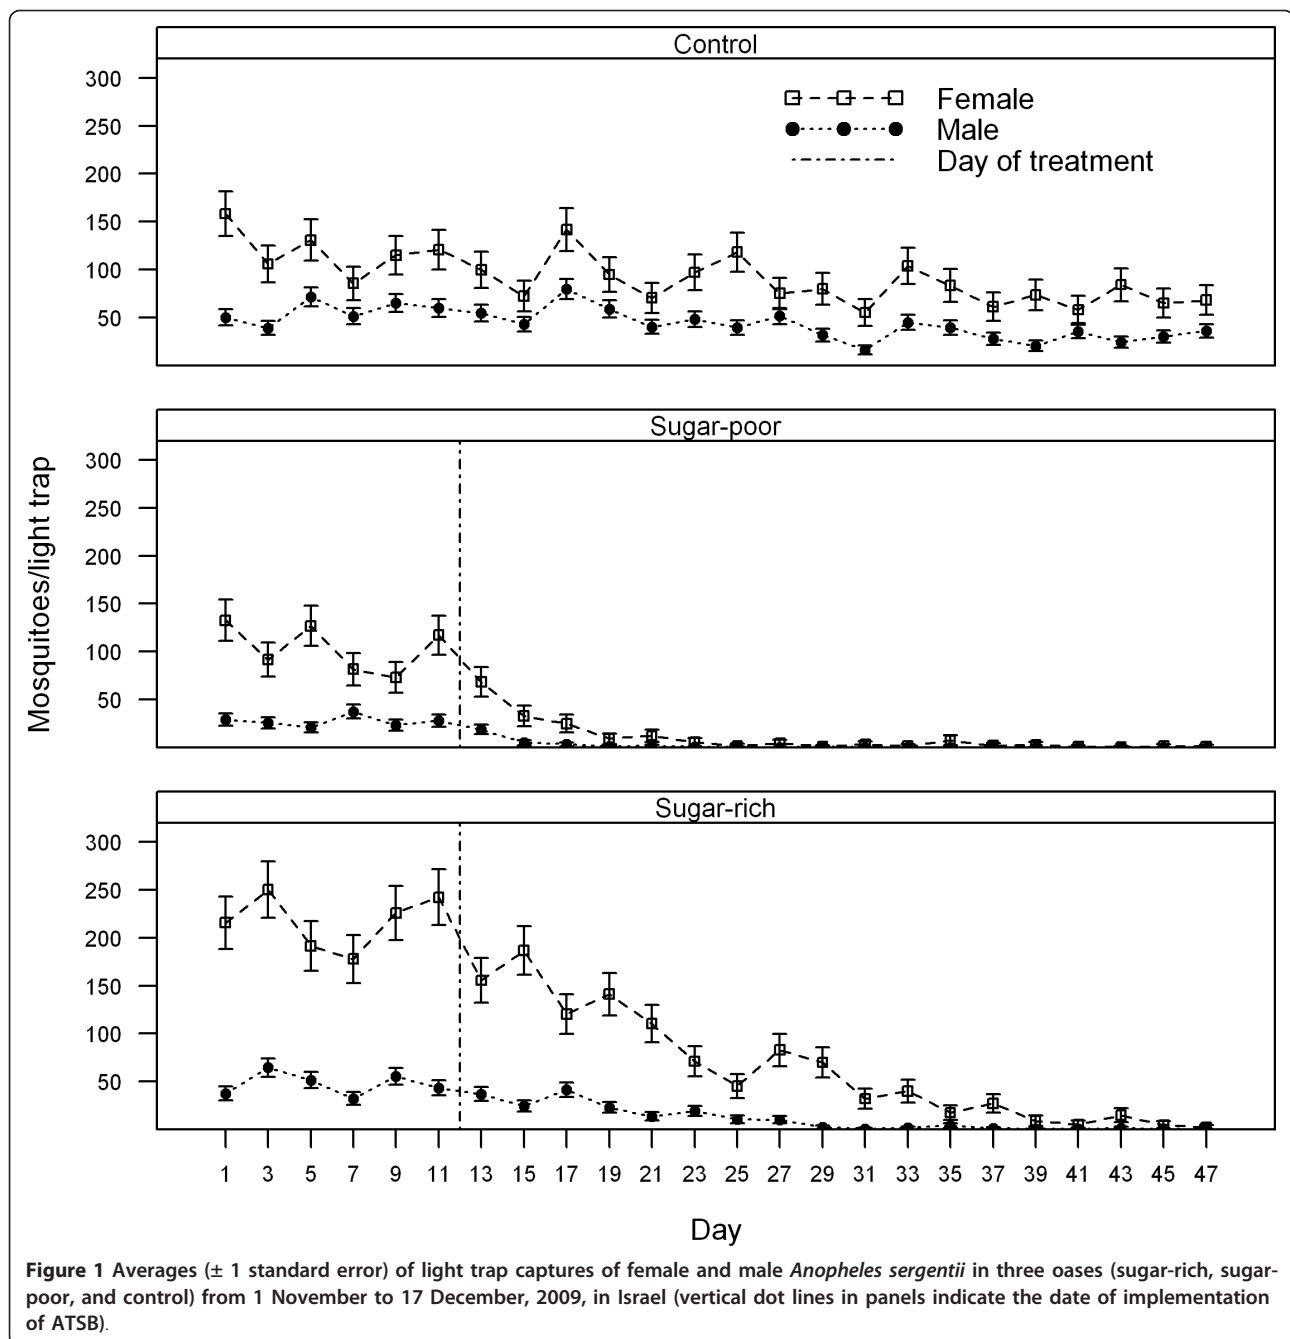 Control
300
250
200
150
100
50
Female
Male
Day of treatment
Sugar-poor
300
250
200
150
100
50
Mosquitoes/light trap
Sugar-rich
300
250
200
150
100
50
1 3 5 7 9 11 13 15 17 19 21 23 25 27 29 31 33 35 37 39 41 43 45 47
Day
Figure 1 Averages (± 1 standard error) of light trap captures of female and male Anopheles sergentii in three oases (sugar-rich, sugar-
poor, and control) from 1 November to 17 December, 2009, in Israel (vertical dot lines in panels indicate the date of implementation
of ATSB).